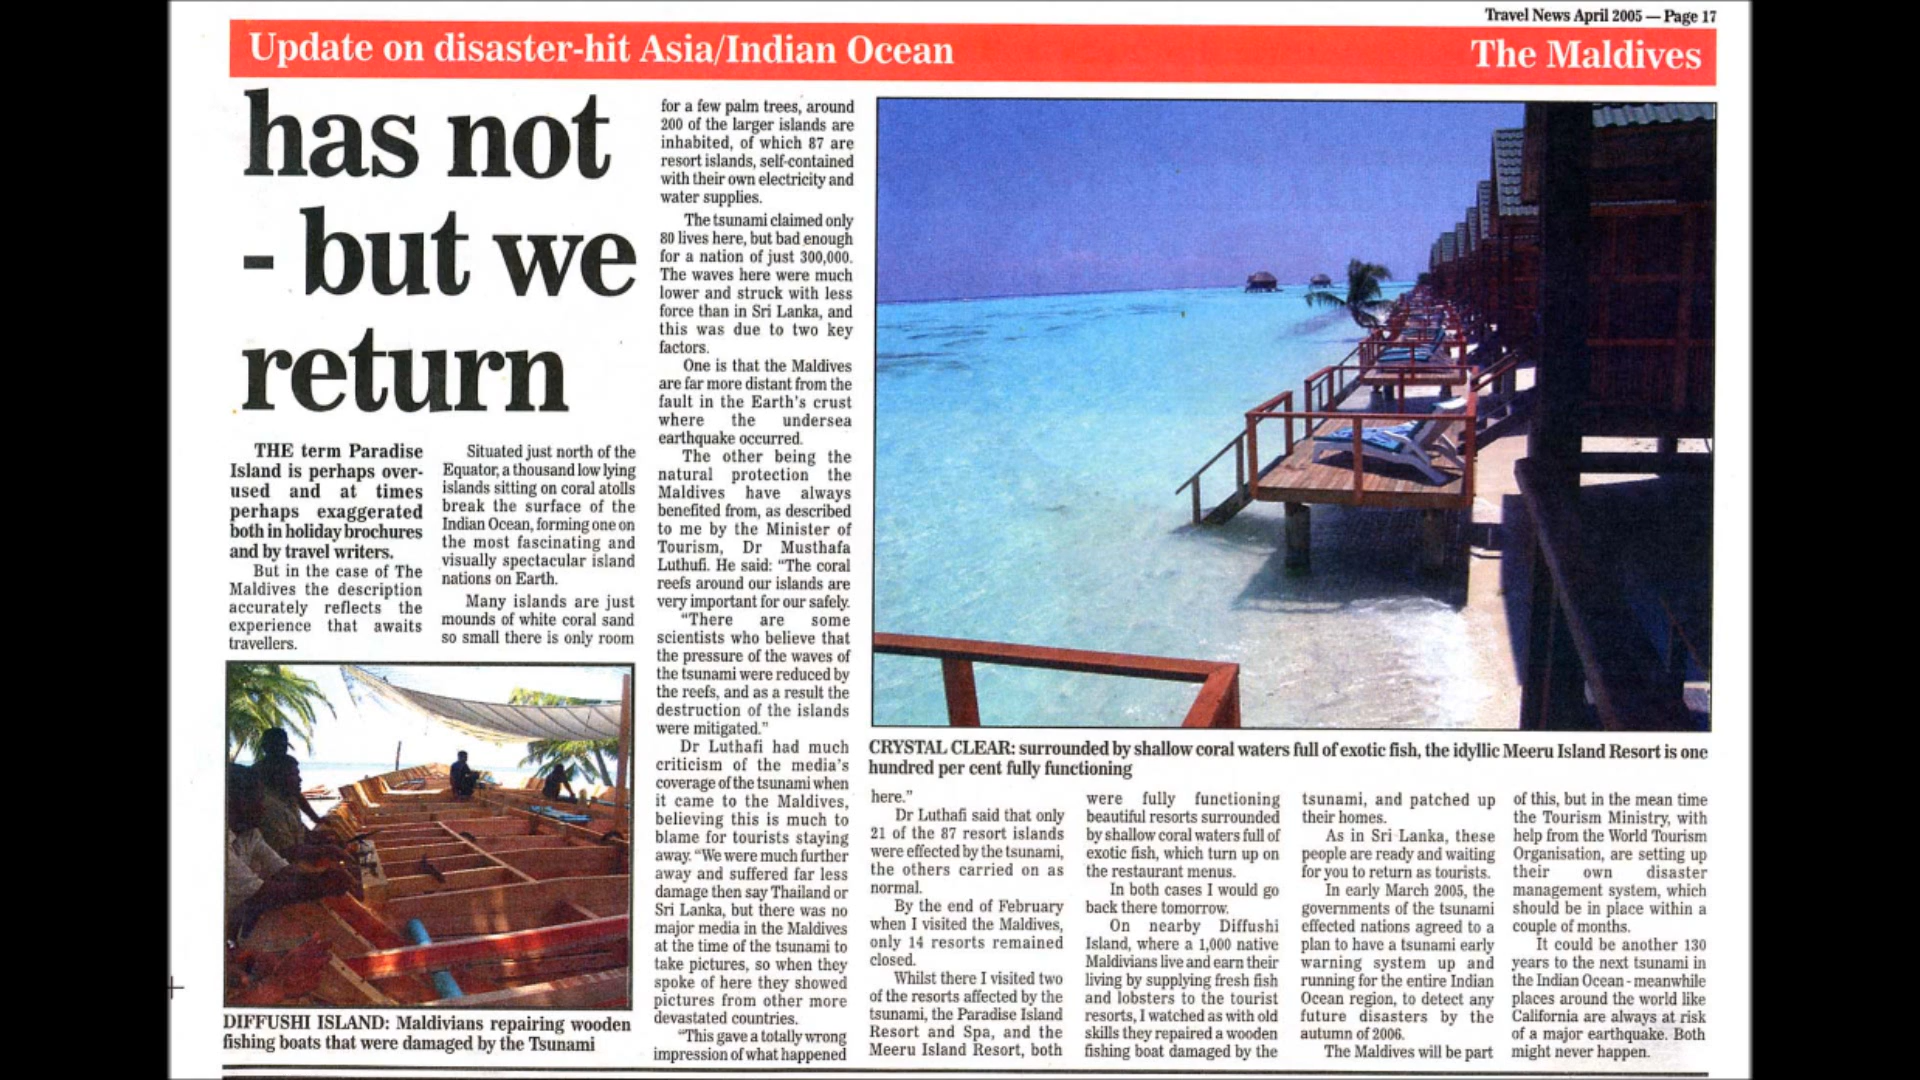 Travel News April 2005 — Page 17
Update on disaster-hit Asia/Indian Ocean
The Maldives
has not
- but we
return
THE term Paradise
Island is perhaps over-
used and at times
perhaps exaggerated
both in holiday brochures
and by travel writers.
But in the case of The
Maldives the description
accurately reflects the
experience that awaits
travellers.
Situated just north of the
Equator, a thousand low lying
islands sitting on coral atolls
break the surface of the
Indian Ocean, forming one on
the most fascinating and
visually spectacular island
nations on Earth.
Many islands are just
mounds of white coral sand
so small there is only room
for a few palm trees, around
200 of the larger islands are
inhabited, of which 87 are
resort islands, self-contained
with their own electricity and
water supplies.
The tsunami claimed only
80 lives here, but bad enough
for a nation of just 300,000.
The waves here were much
lower and struck with less
force than in Sri Lanka, and
this was due to two key
factors.
One is that the Maldives
are far more distant from the
fault in the Earth's crust
where the undersea
earthquake occurred.
The other being the
natural protection the
Maldives have always
benefited from, as described
to me by the Minister of
Tourism, Dr Musthafa
Luthufi. He said: "The coral
reefs around our islands are
very important for our safely.
"There are some
scientists who believe that
the pressure of the waves of
the tsunami were reduced by
the reefs, and as a result the
destruction of the islands
were mitigated."
Dr Luthafi had much
criticism of the media's
coverage of the tsunami when
it came to the Maldives,
believing this is much to
blame for tourists staying
away. "We were much further
away and suffered far less
damage then say Thailand or
Sri Lanka, but there was no
major media in the Maldives
at the time of the tsunami to
take pictures, so when they
spoke of here they showed
pictures from other more
devastated countries.
"This gave a totally wrong
impression of what happened
DIFFUSHI ISLAND: Maldivians repairing wooden
fishing boats that were damaged by the Tsunami
CRYSTAL CLEAR: surrounded by shallow coral waters full of exotic fish, the idyllic Meeru Island Resort is one
hundred per cent fully functioning
here."
Dr Luthafi said that only
21 of the 87 resort islands
were effected by the tsunami,
the others carried on as
normal.
By the end of February
when I visited the Maldives,
only 14 resorts remained
closed.
Whilst there I visited two
of the resorts affected by the
tsunami, the Paradise Island
Resort and Spa, and the
Meeru Island Resort, both
were fully functioning
beautiful resorts surrounded
by shallow coral waters full of
exotic fish, which turn up on
the restaurant menus.
In both cases I would go
back there tomorrow.
On nearby Diffushi
Island, where a 1,000 native
Maldivians live and earn their
living by supplying fresh fish
and lobsters to the tourist
resorts, I watched as with old
skills they repaired a wooden
fishing boat damaged by the
tsunami, and patched up
their homes.
As in Sri Lanka, these
people are ready and waiting
for you to return as tourists.
In early March 2005, the
governments of the tsunami
effected nations agreed to a
plan to have a tsunami early
warning system up and
running for the entire Indian
Ocean region, to detect any
future disasters by the
autumn of 2006.
The Maldives will be part
of this, but in the mean time
the Tourism Ministry, with
help from the World Tourism
Organisation, are setting up
their own disaster
management system, which
should be in place within a
couple of months.
It could be another 130
years to the next tsunami in
the Indian Ocean - meanwhile
places around the world like
California are always at risk
of a major earthquake. Both
might never happen.